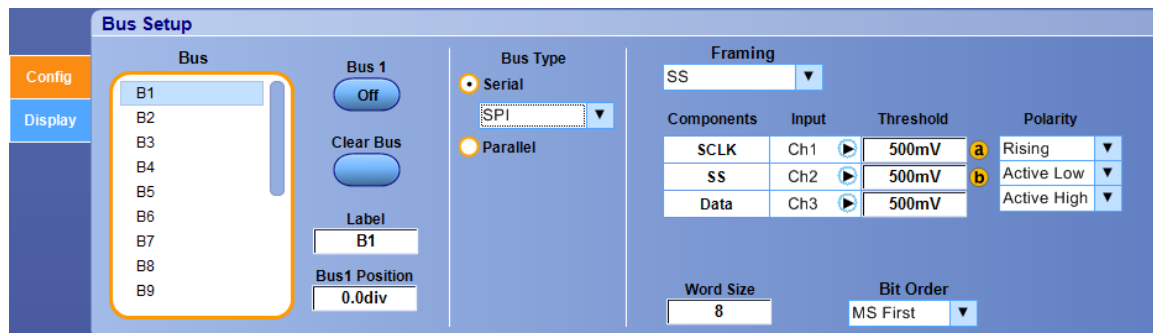 Bus Setup
Config
Display
Bus
B1
B2
B3
B4
B5
B6
B7
B8
B9
Bus 1
Off
Clear Bus
Label
B1
Bus1 Position
0.0div
Bus Type
Serial
SPI
Parallel
Framing
SS
Components Input Threshold Polarity
SCLK Ch1 500mV a Rising
SS Ch2 500mV b Active Low
Data Ch3 500mV Active High
Word Size
8
Bit Order
MS First